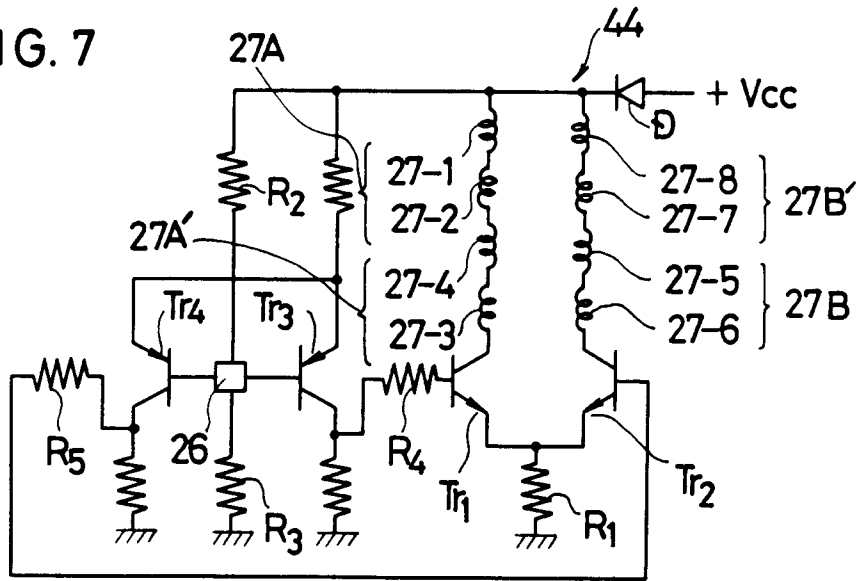 IG. 7
44
27A
D
+ Vcc
27-1
27-8
R2
27-2
27-7
27B'
27A'
27-4
27-5
Tr4
Tr3
27-3
27-6
27B
R5
26
R4
R3
Tr1
R1
Tr2